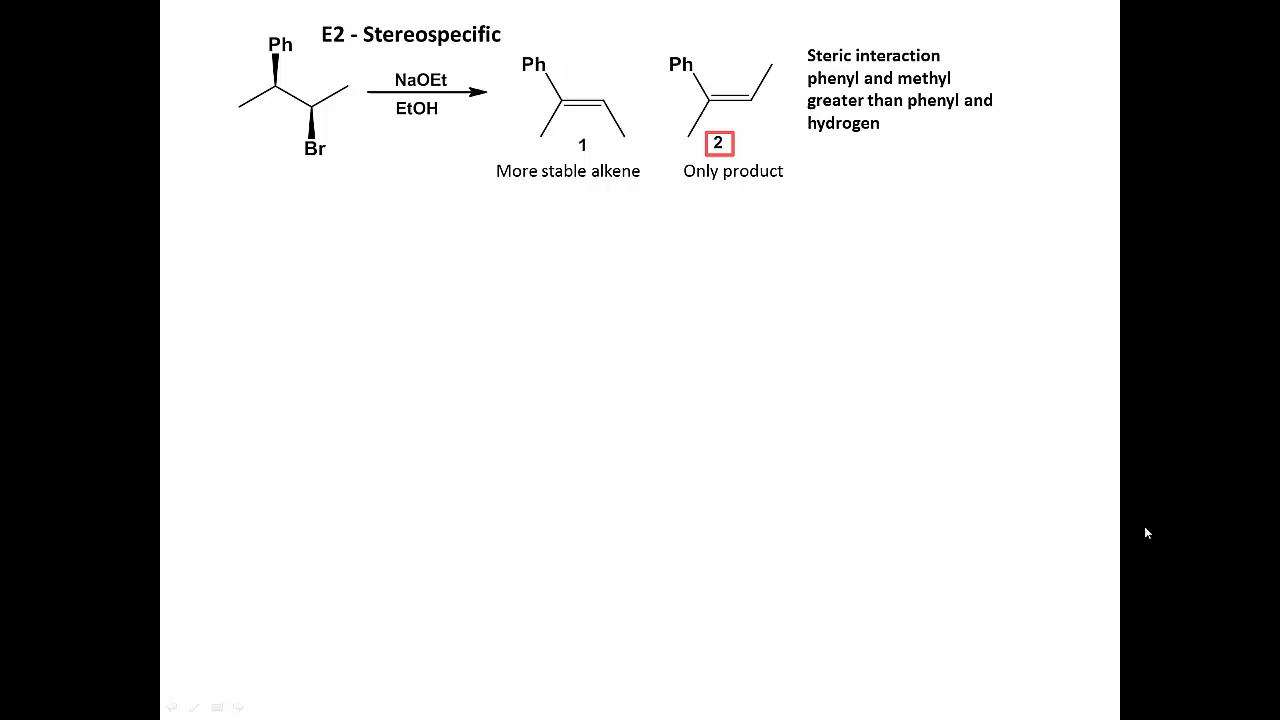 E2 - Stereospecific
Ph
Br
NaOEt
EtOH
Ph
1
More stable alkene
Ph
2
Only product
Steric interaction
phenyl and methyl
greater than phenyl and
hydrogen